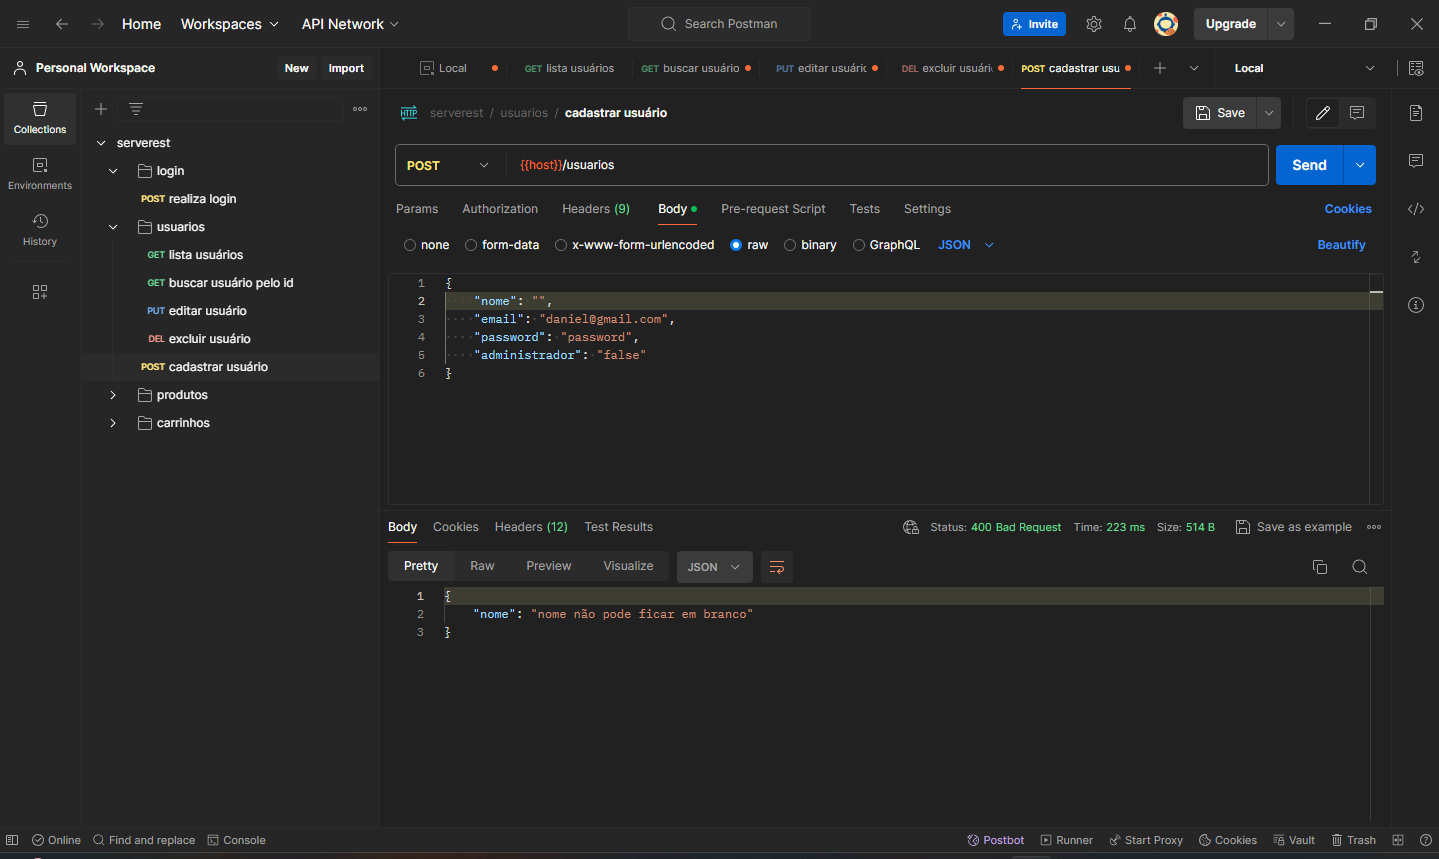 Home Workspaces API Network Search Postman Invite Upgrade
Personal Workspace New Import Local GET lista usuários GET buscar usuário PUT editar usuáric DEL excluir usuári POST cadastrar usu Local
Collections
Environments
History
serverest
login
POST realiza login
usuarios
GET lista usuários
GET buscar usuário pelo id
PUT editar usuário
DEL excluir usuário
POST cadastrar usuário
produtos
carrinhos
HTTP serverest / usuarios / cadastrar usuário Save
POST {{host}}/usuarios Send
Params Authorization Headers (9) Body Pre-request Script Tests Settings Cookies
none form-data x-www-form-urlencoded raw binary GraphQL JSON Beautify
1 {
2 "nome": "",
3 "email": "daniel@gmail.com",
4 "password": "password",
5 "administrador": "false"
6 }
Body Cookies Headers (12) Test Results Status: 400 Bad Request Time: 223 ms Size: 514 B Save as example
Pretty Raw Preview Visualize JSON
1 {
2 "nome": "nome não pode ficar em branco"
3 }
Online Find and replace Console Postbot Runner Start Proxy Cookies Vault Trash